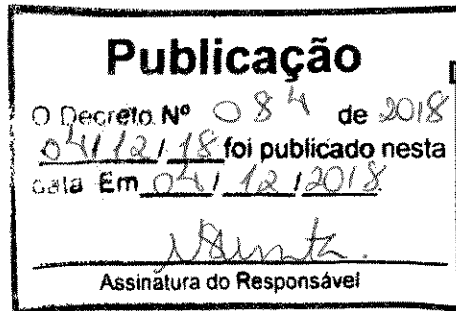 Publicação
O Decreto Nº 084 de 2018
04/12/18 foi publicado nesta
data Em 04/12/2018
Assinatura do Responsável